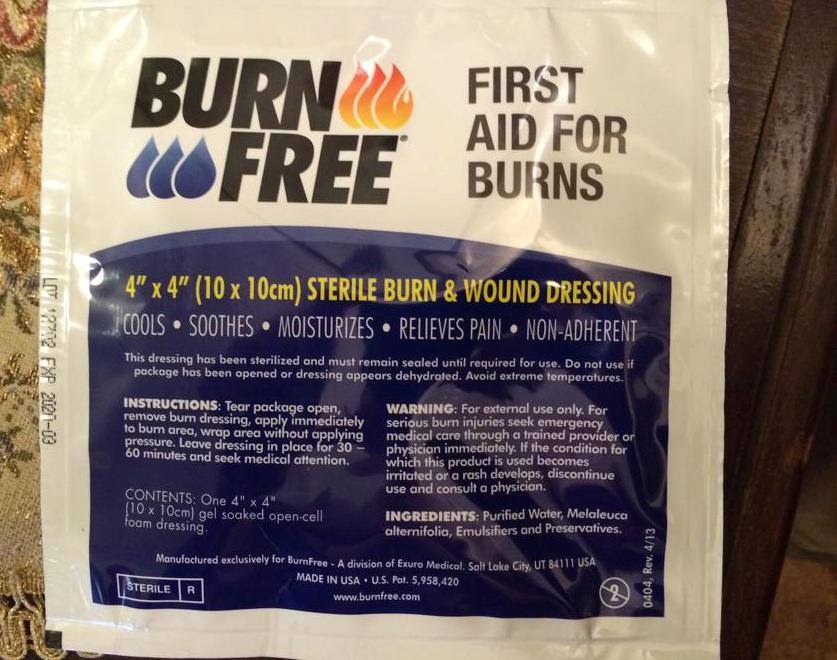 BURN
FREE®
FIRST
AID FOR
BURNS
4" x 4" (10 x 10cm) STERILE BURN & WOUND DRESSING
COOLS • SOOTHES • MOISTURIZES • RELIEVES PAIN • NON-ADHERENT
This dressing has been sterilized and must remain sealed until required for use. Do not use if
package has been opened or dressing appears dehydrated. Avoid extreme temperatures.
INSTRUCTIONS: Tear package open,
remove burn dressing, apply immediately
to burn area, wrap area without applying
pressure. Leave dressing in place for 30 –
60 minutes and seek medical attention.
CONTENTS: One 4" x 4"
(10 x 10cm) gel soaked open-cell
foam dressing.
WARNING: For external use only. For
serious burn injuries seek emergency
medical care through a trained provider or
physician immediately. If the condition for
which this product is used becomes
irritated or a rash develops, discontinue
use and consult a physician.
INGREDIENTS: Purified Water, Melaleuca
alternifolia, Emulsifiers and Preservatives.
Manufactured exclusively for BurnFree - A division of Exuro Medical. Salt Lake City, UT 84111 USA
MADE IN USA • U.S. Pat. 5,958,420
www.burnfree.com
STERILE R
2
0404, Rev. 4/13
LOT EXP 2021-03